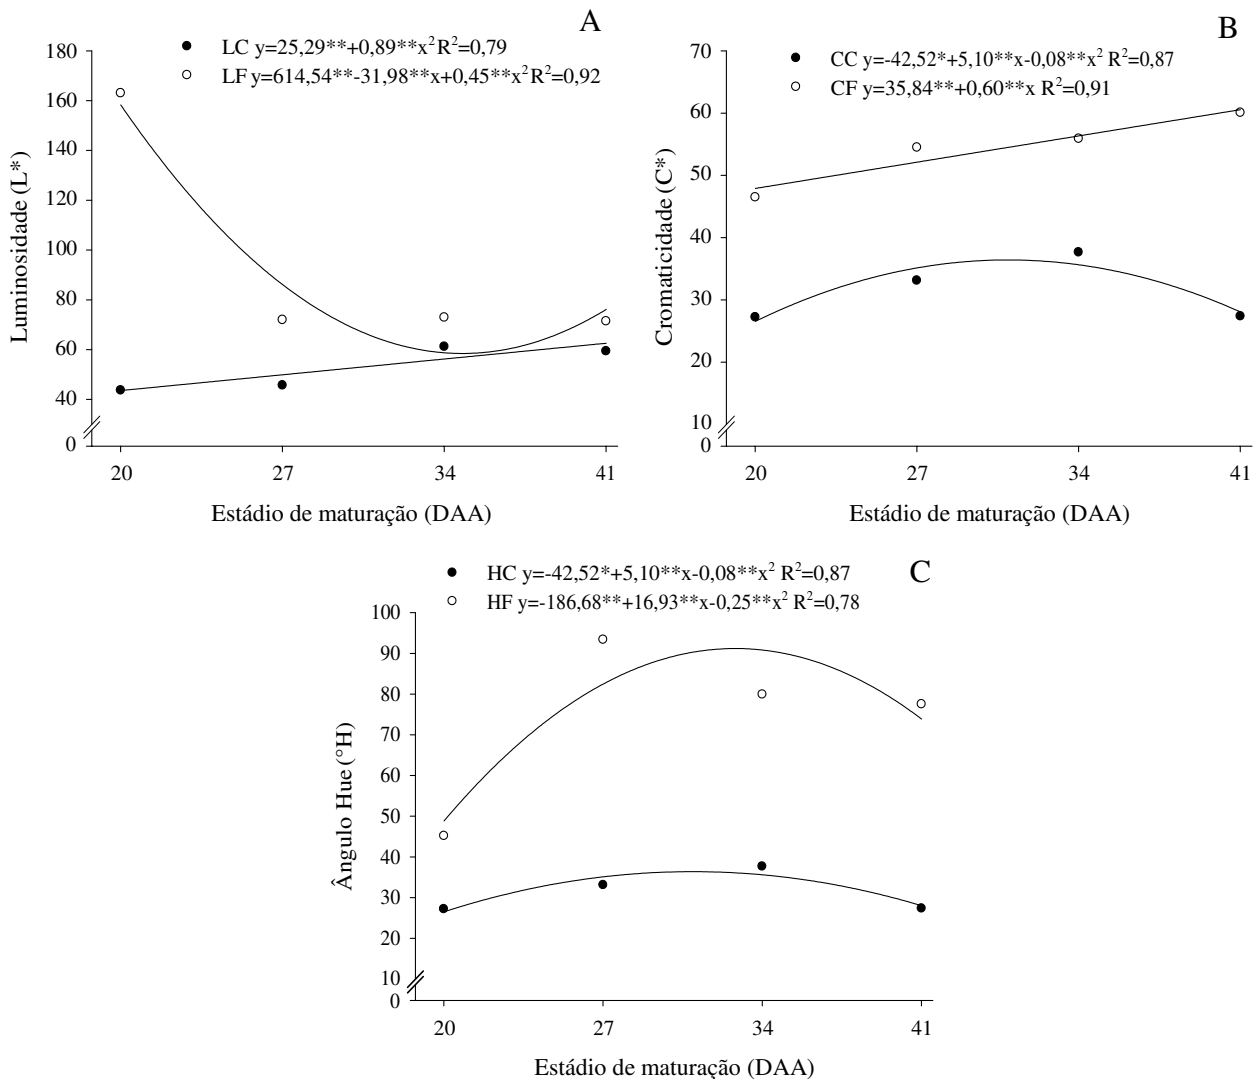 A
LC y=25,29**+0,89**x² R²=0,79
LF y=614,54**-31,98**x+0,45**x² R²=0,92
180
160
140
120
100
80
60
40
0
Luminosidade (L*)
20 27 34 41
Estádio de maturação (DAA)
B
CC y=-42,52*+5,10**x-0,08**x² R²=0,87
CF y=35,84**+0,60**x R²=0,91
70
60
50
40
30
20
10
0
Cromaticidade (C*)
20 27 34 41
Estádio de maturação (DAA)
C
HC y=-42,52*+5,10**x-0,08**x² R²=0,87
HF y=-186,68**+16,93**x-0,25**x² R²=0,78
100
90
80
70
60
50
40
30
20
10
0
Ângulo Hue (°H)
20 27 34 41
Estádio de maturação (DAA)